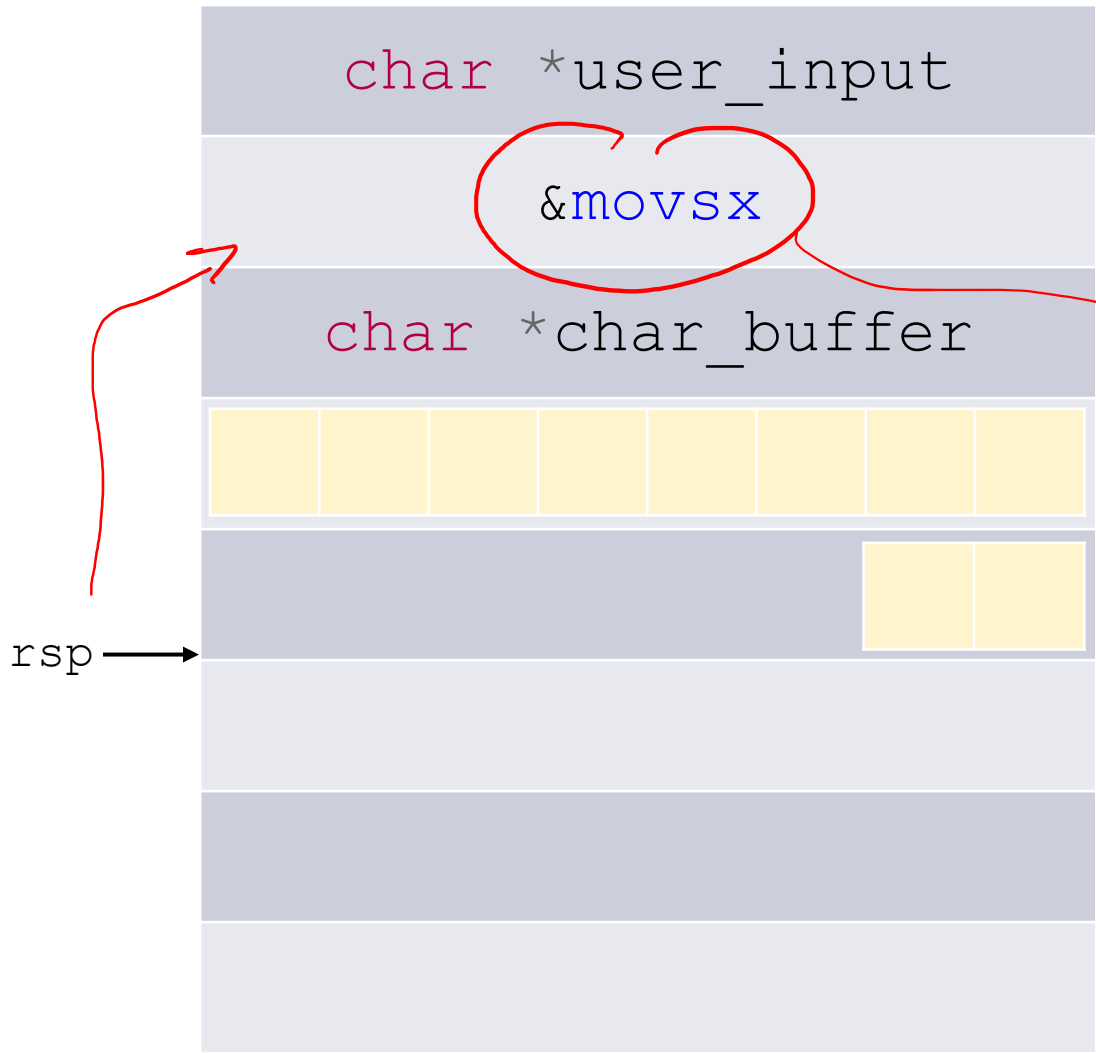 char *user_input
&movsx
char *char_buffer
rsp